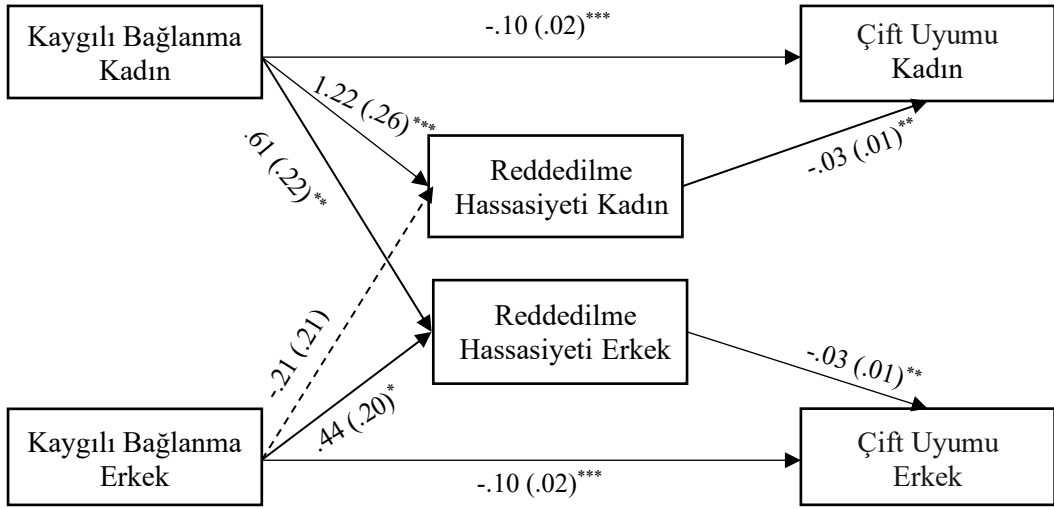 Kaygılı Bağlanma
Kadın
-.10 (.02)***
Çift Uyumu
Kadın
1.22 (.26)***
.61 (.22)**
Reddedilme
Hassasiyeti Kadın
-.03 (.01)**
Reddedilme
Hassasiyeti Erkek
-.21 (.21)
.44 (.20)*
-.03 (.01)**
Kaygılı Bağlanma
Erkek
-.10 (.02)***
Çift Uyumu
Erkek